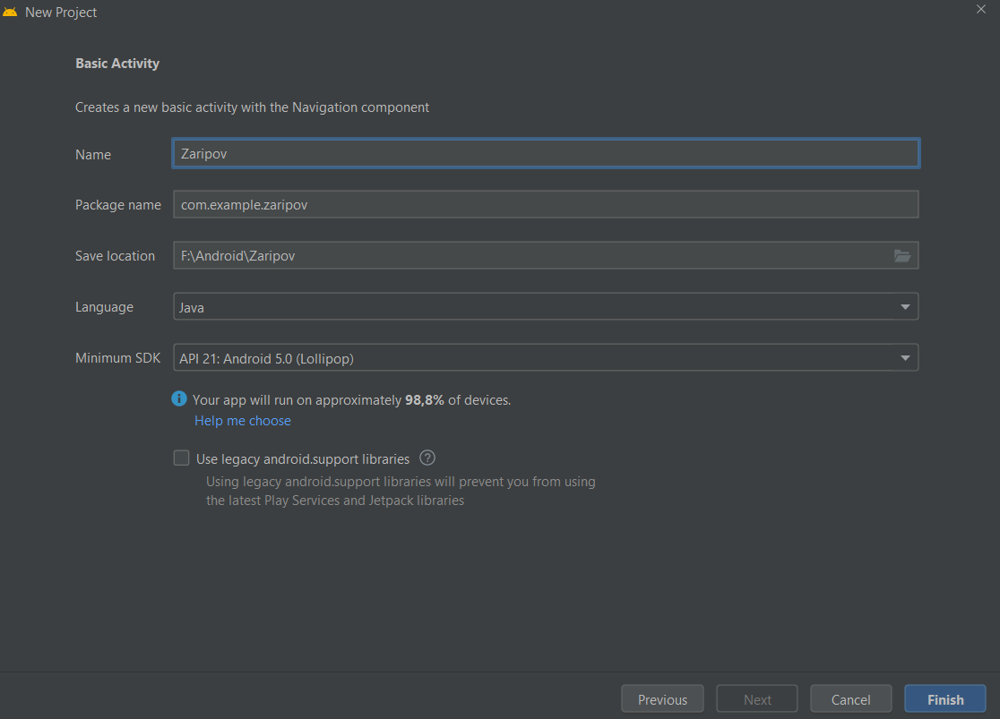 New Project
Basic Activity
Creates a new basic activity with the Navigation component
Name Zaripov
Package name com.example.zaripov
Save location F:\Android\Zaripov
Language Java
Minimum SDK API 21: Android 5.0 (Lollipop)
Your app will run on approximately 98,8% of devices.
Help me choose
Use legacy android.support libraries ?
Using legacy android.support libraries will prevent you from using
the latest Play Services and Jetpack libraries
Previous Next Cancel Finish